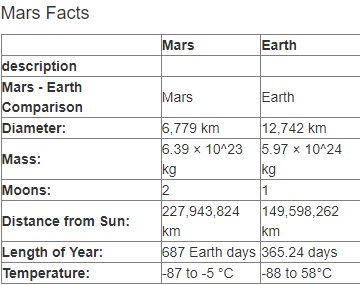 Mars Facts
Mars Earth
description
Mars - Earth
Comparison Mars Earth
Diameter: 6,779 km 12,742 km
Mass: 6.39 × 10^23
kg 5.97 × 10^24
kg
Moons: 2 1
Distance from Sun: 227,943,824
km 149,598,262
km
Length of Year: 687 Earth days 365.24 days
Temperature: -87 to -5 °C -88 to 58°C